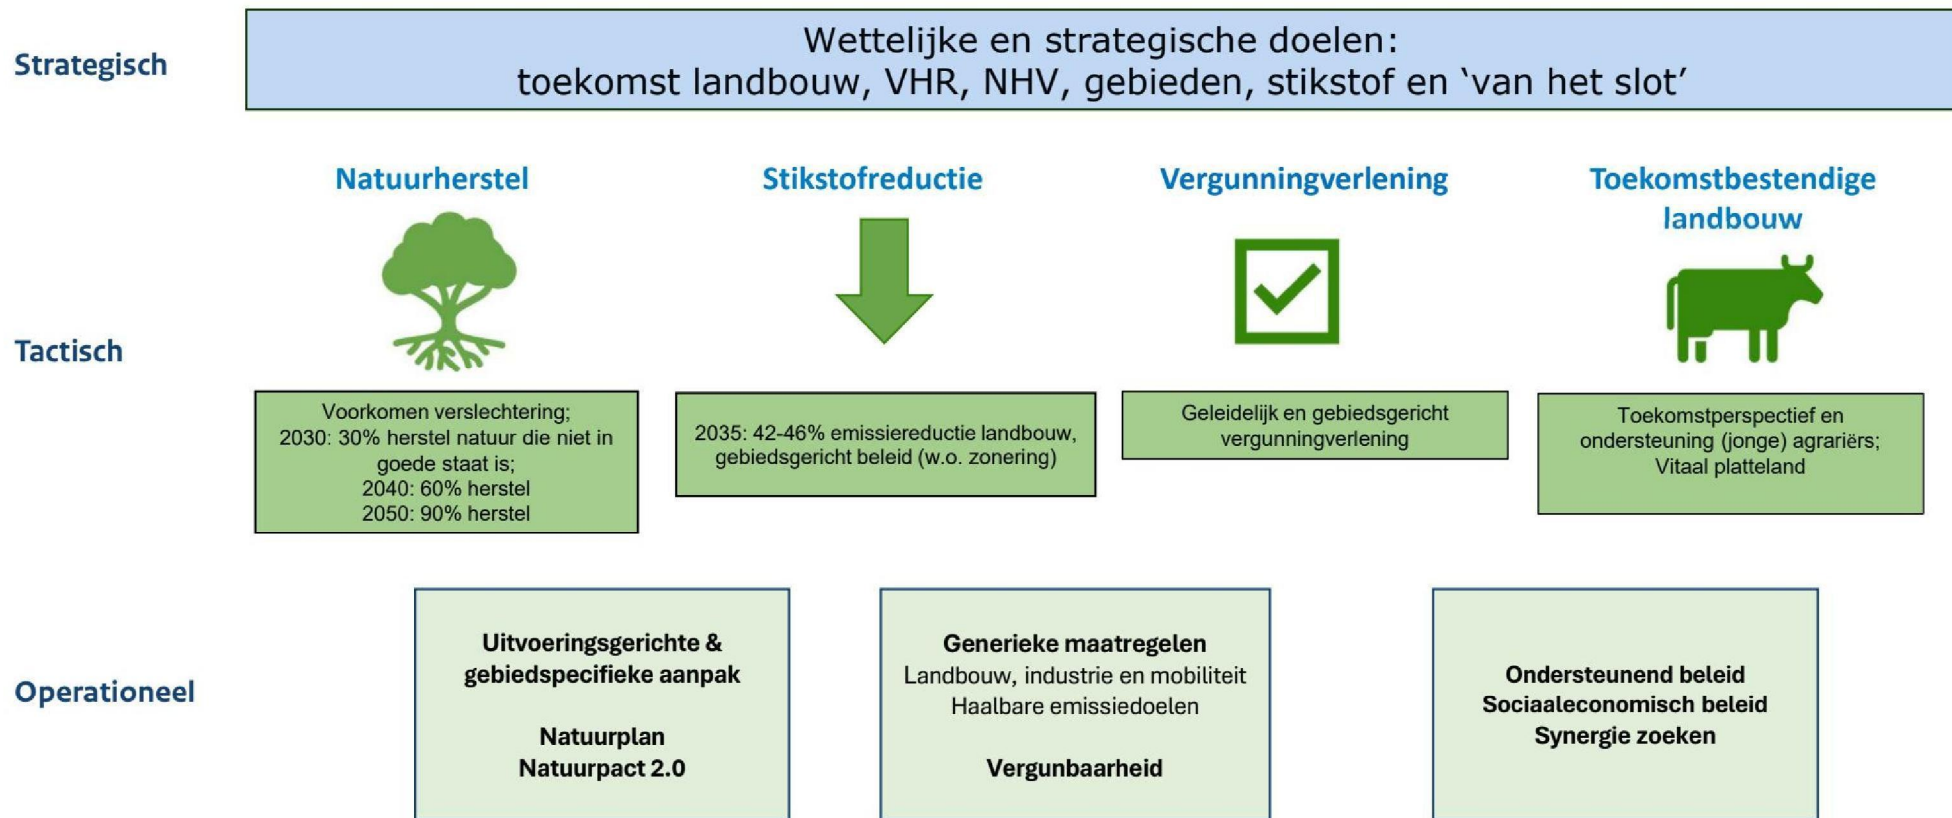 Strategisch
Wettelijke en strategische doelen:
toekomst landbouw, VHR, NHV, gebieden, stikstof en ‘van het slot’
Tactisch
Natuurherstel
Voorkomen verslechtering;
2030: 30% herstel natuur die niet in
goede staat is;
2040: 60% herstel
2050: 90% herstel
Stikstofreductie
2035: 42-46% emissiereductie landbouw,
gebiedsgericht beleid (w.o. zonering)
Vergunningverlening
Geleidelijk en gebiedsgericht
vergunningverlening
Toekomstbestendige
landbouw
Toekomstperspectief en
ondersteuning (jonge) agrariërs;
Vitaal platteland
Operationeel
Uitvoeringsgerichte &
gebiedspecifieke aanpak
Natuurplan
Natuurpact 2.0
Generieke maatregelen
Landbouw, industrie en mobiliteit
Haalbare emissiedoelen
Vergunbaarheid
Ondersteunend beleid
Sociaaleconomisch beleid
Synergie zoeken